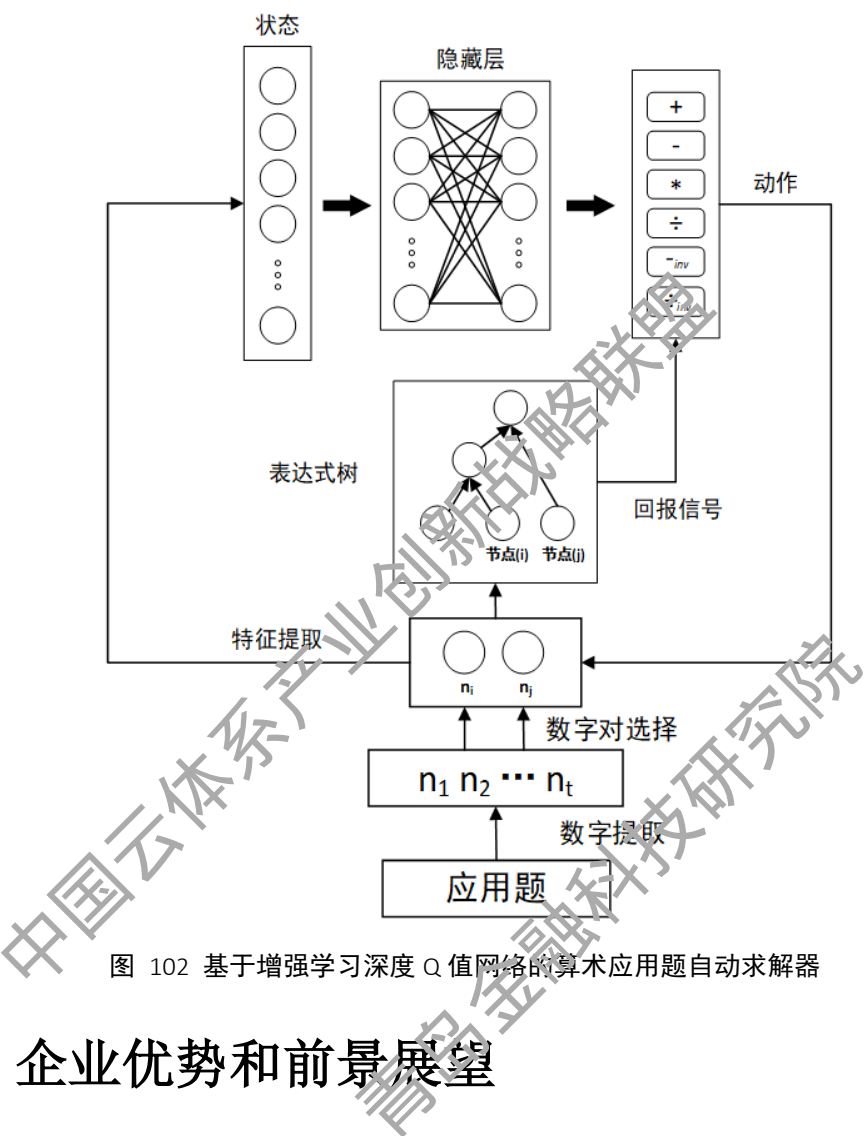 状态
隐藏层
+
-
*
÷
-inv
÷inv
动作
表达式树
节点(i) 节点(j)
回报信号
特征提取
ni nj
数字对选择
n1 n2 ··· nt
数字提取
应用题
图 102 基于增强学习深度 Q 值网络的算术应用题自动求解器
企业优势和前景展望
中国云体系产业创新战略联盟
青岛金融科技研究院